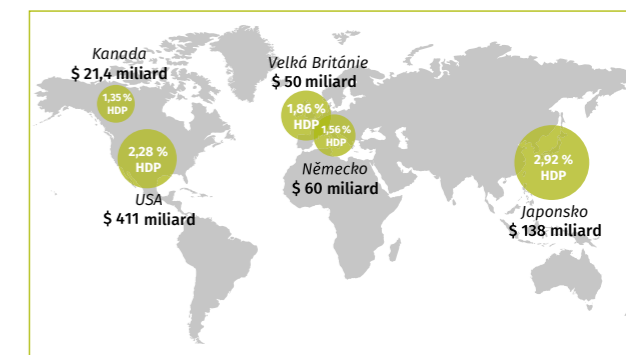 Kanada
$ 21,4 miliard
1,35 %
HDP
2,28 %
HDP
USA
$ 411 miliard
Velká Británie
$ 50 miliard
1,86 %
HDP
1,56 %
HDP
Německo
$ 60 miliard
2,92 %
HDP
Japonsko
$ 138 miliard